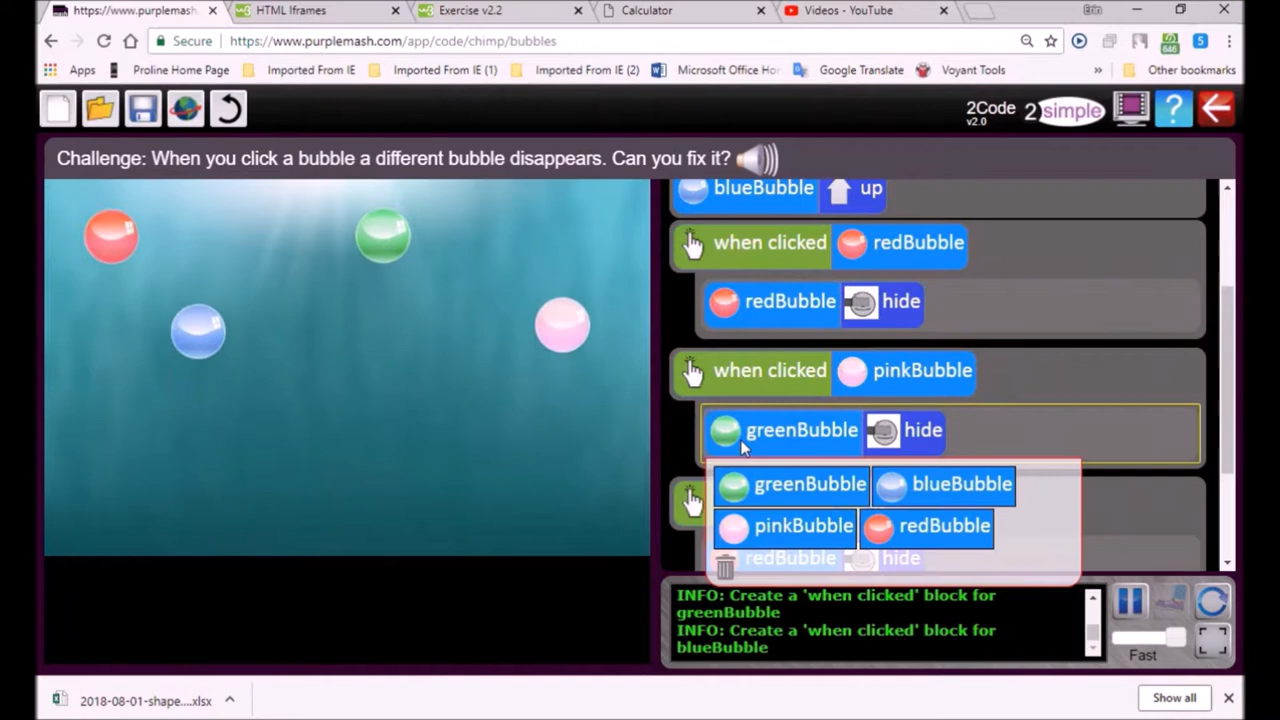 https://www.purplemash.com/ HTML Iframes Exercise v2.2 Calculator Videos - YouTube
Secure https://www.purplemash.com/app/code/chimp/bubbles 646 5
Apps Proline Home Page Imported From IE Imported From IE (1) Imported From IE (2) Microsoft Office Ho Google Translate Voyant Tools » Other bookmarks
2Code v2.0 2simple ?
Challenge: When you click a bubble a different bubble disappears. Can you fix it?
blueBubble up
when clicked redBubble
redBubble hide
when clicked pinkBubble
greenBubble hide
greenBubble blueBubble
pinkBubble redBubble
redBubble hide
INFO: Create a 'when clicked' block for
greenBubble
INFO: Create a 'when clicked' block for
blueBubble
Fast
2018-08-01-shape....xlsx Show all